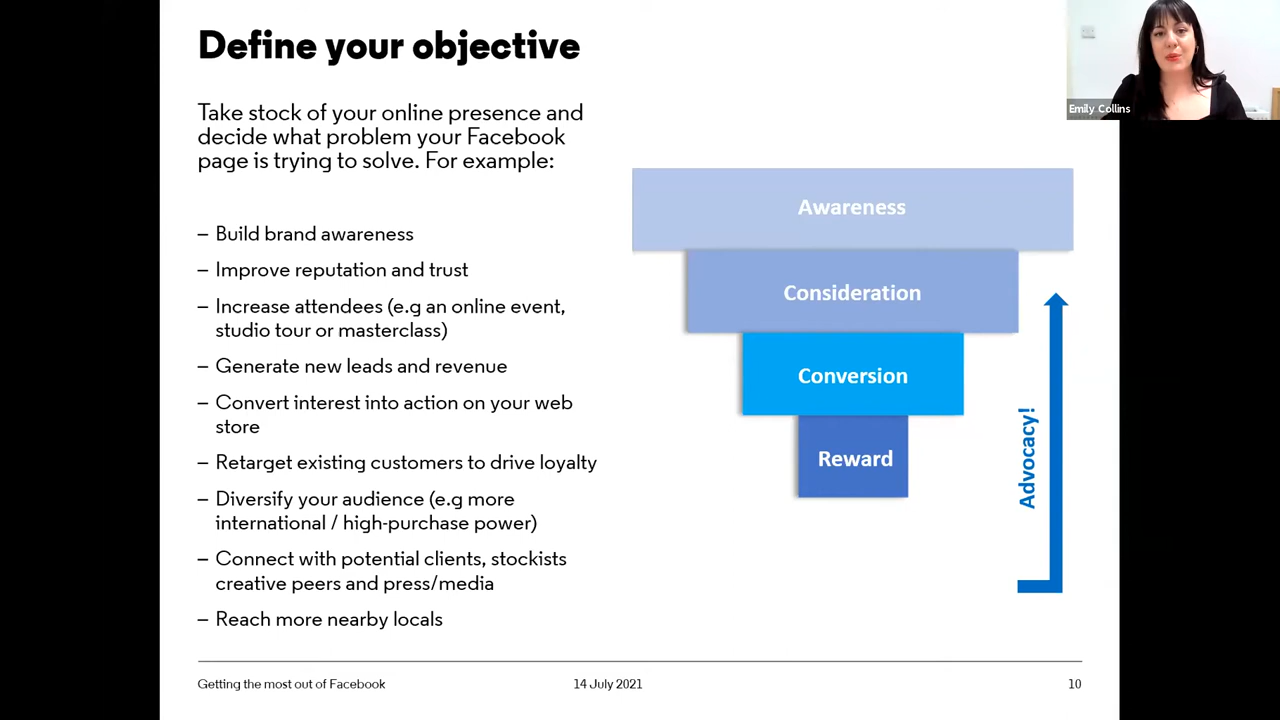 Define your objective
Emily Collins
Take stock of your online presence and
decide what problem your Facebook
page is trying to solve. For example:
– Build brand awareness
– Improve reputation and trust
– Increase attendees (e.g an online event,
studio tour or masterclass)
– Generate new leads and revenue
– Convert interest into action on your web
store
– Retarget existing customers to drive loyalty
– Diversify your audience (e.g more
international / high-purchase power)
– Connect with potential clients, stockists
creative peers and press/media
– Reach more nearby locals
Awareness
Consideration
Conversion
Reward
Advocacy!
Getting the most out of Facebook
14 July 2021
10